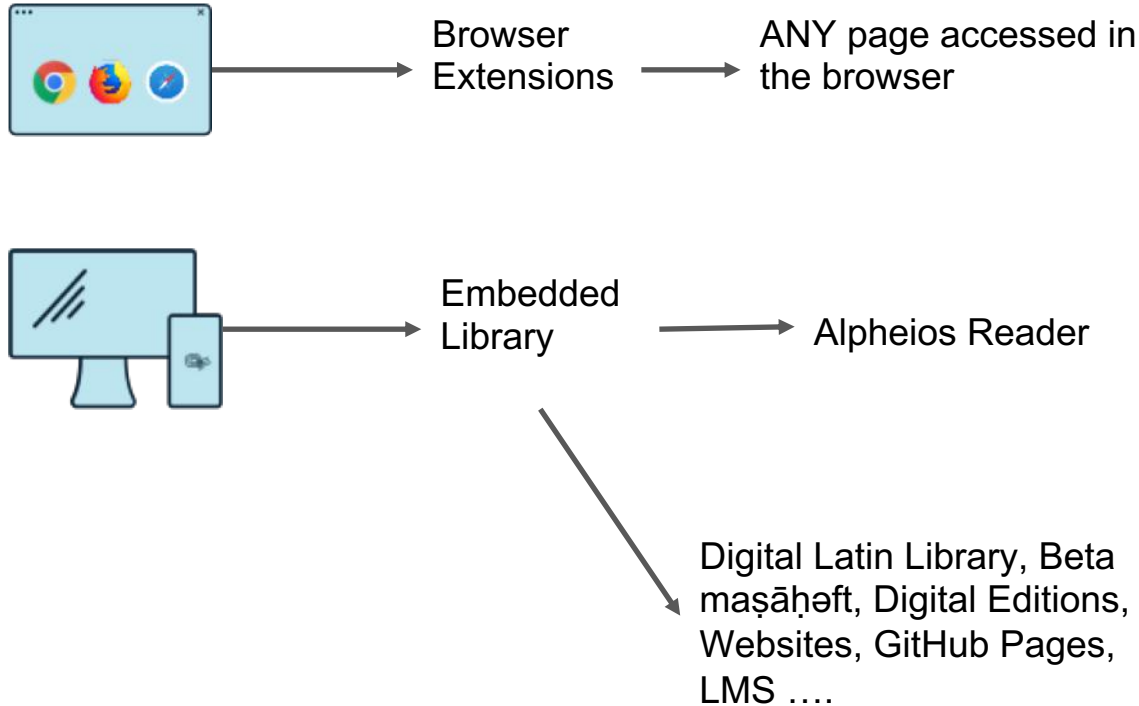 Browser
Extensions
ANY page accessed in
the browser
Embedded
Library
Alpheios Reader
Digital Latin Library, Beta
maṣāḥǝft, Digital Editions,
Websites, GitHub Pages,
LMS ….